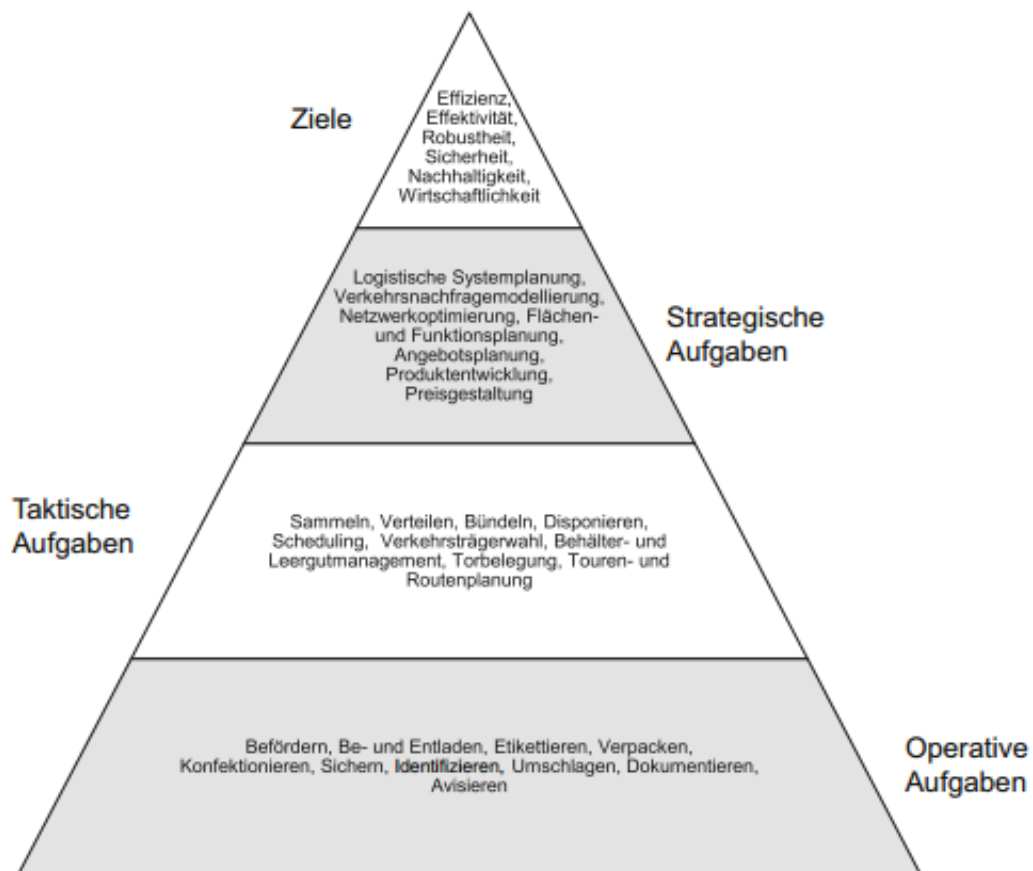 Ziele
Effizienz,
Effektivität,
Robustheit,
Sicherheit,
Nachhaltigkeit,
Wirtschaftlichkeit
Logistische Systemplanung,
Verkehrsnachfragemodellierung,
Netzwerkoptimierung, Flächen-
und Funktionsplanung,
Angebotsplanung,
Produktentwicklung,
Preisgestaltung
Strategische
Aufgaben
Taktische
Aufgaben
Sammeln, Verteilen, Bündeln, Disponieren,
Scheduling, Verkehrsträgerwahl, Behälter- und
Leergutmanagement, Torbelegung, Touren- und
Routenplanung
Befördern, Be- und Entladen, Etikettieren, Verpacken,
Konfektionieren, Sichern, Identifizieren, Umschlagen, Dokumentieren,
Avisieren
Operative
Aufgaben